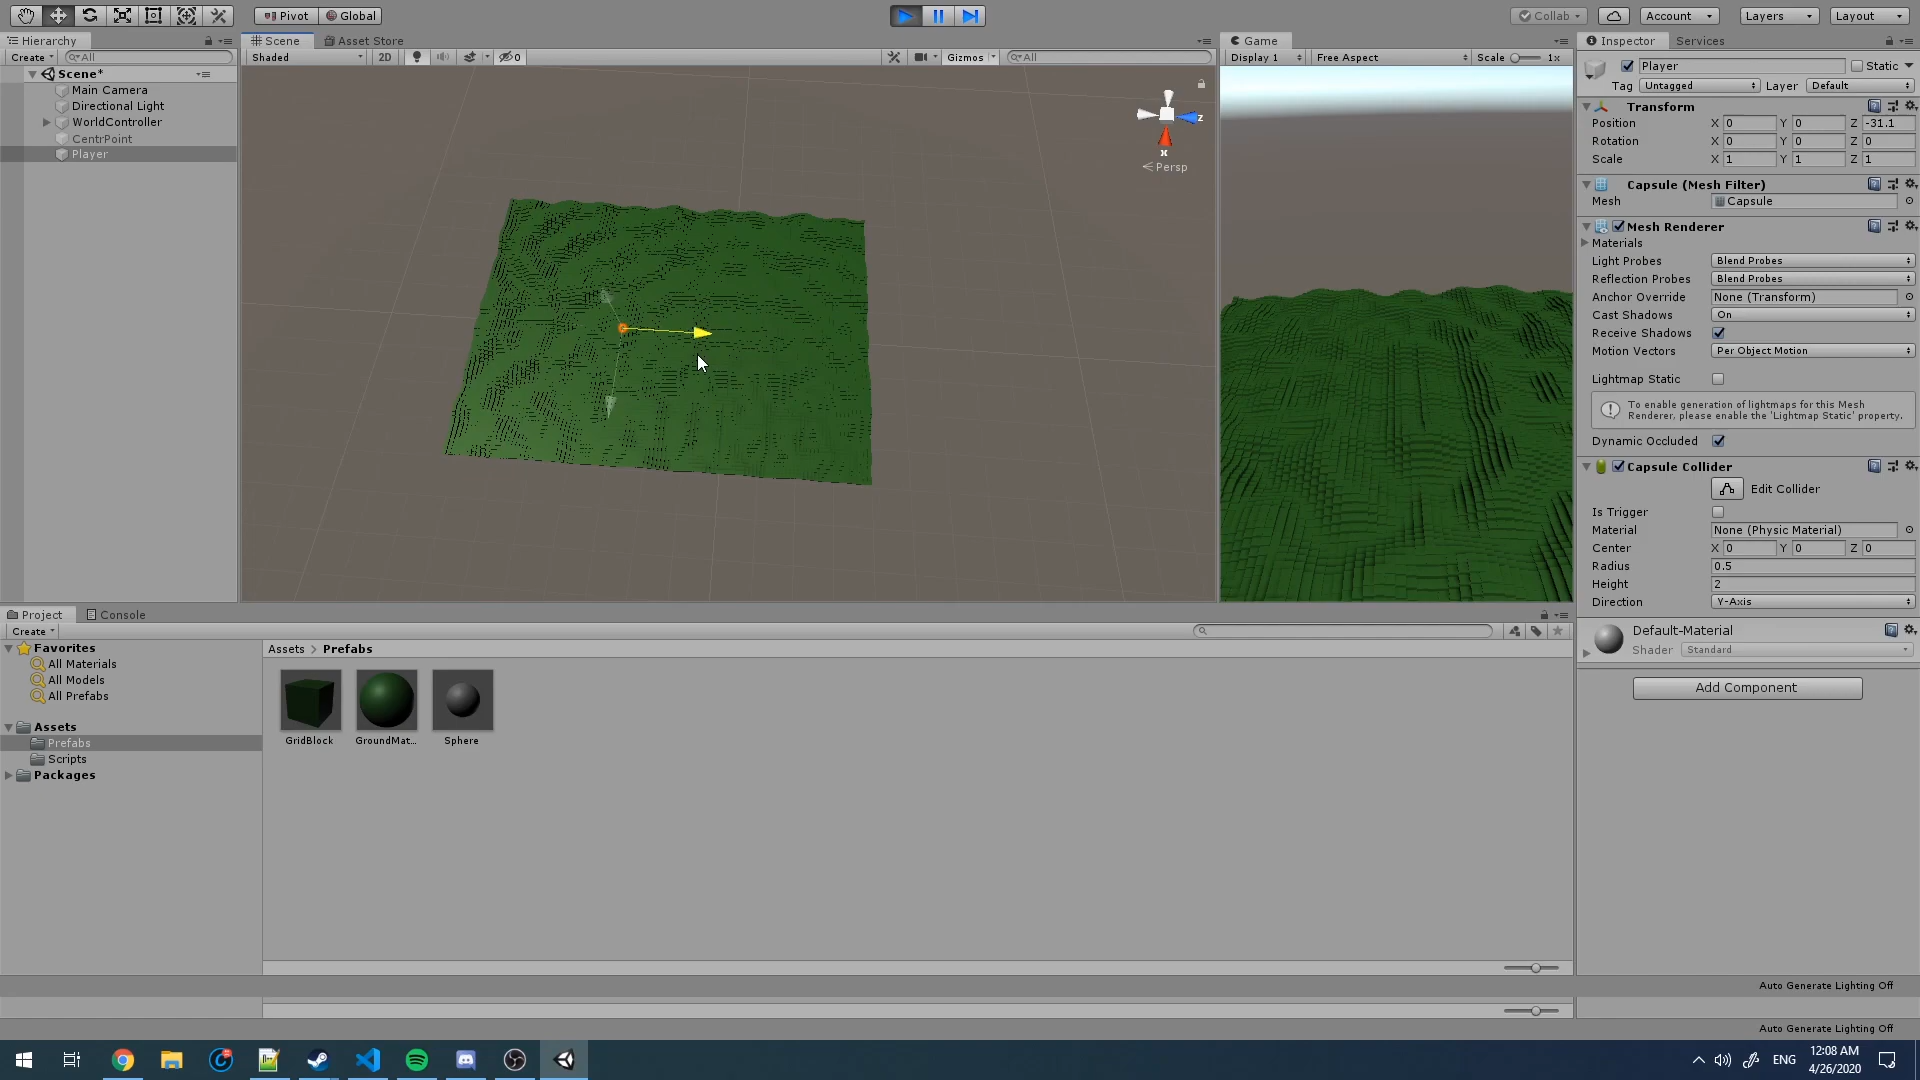 Pivot
Global
Collab
Account
Layers
Layout
Hierarchy
Create
All
Scene*
Main Camera
Directional Light
WorldController
CentrPoint
Player
Scene
Asset Store
Shaded
2D
0
Gizmos
All
z
x
Persp
Game
Display 1
Free Aspect
Scale
1x
Inspector
Services
Player
Static
Tag
Untagged
Layer
Default
Transform
Position X 0 Y 0 Z -31.1
Rotation X 0 Y 0 Z 0
Scale X 1 Y 1 Z 1
Capsule (Mesh Filter)
Mesh Capsule
Mesh Renderer
Materials
Light Probes Blend Probes
Reflection Probes Blend Probes
Anchor Override None (Transform)
Cast Shadows On
Receive Shadows
Motion Vectors Per Object Motion
Lightmap Static
To enable generation of lightmaps for this Mesh
Renderer, please enable the 'Lightmap Static' property.
Dynamic Occluded
Capsule Collider
Edit Collider
Is Trigger
Material None (Physic Material)
Center X 0 Y 0 Z 0
Radius 0.5
Height 2
Direction Y-Axis
Default-Material
Shader Standard
Add Component
Project
Console
Create
Favorites
All Materials
All Models
All Prefabs
Assets
Prefabs
Scripts
Packages
Assets > Prefabs
GridBlock
GroundMat...
Sphere
Auto Generate Lighting Off
Auto Generate Lighting Off
ENG
12:08 AM
4/26/2020